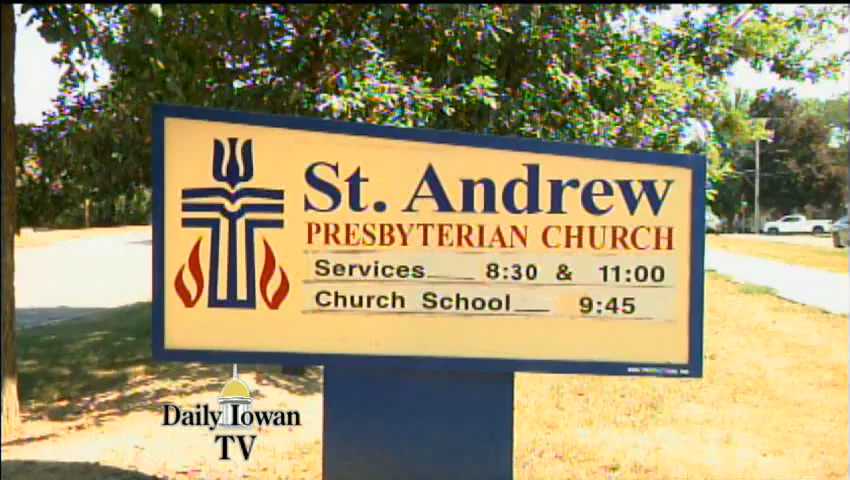 St. Andrew
PRESBYTERIAN CHURCH
Services 8:30 & 11:00
Church School 9:45
Daily Iowan
TV